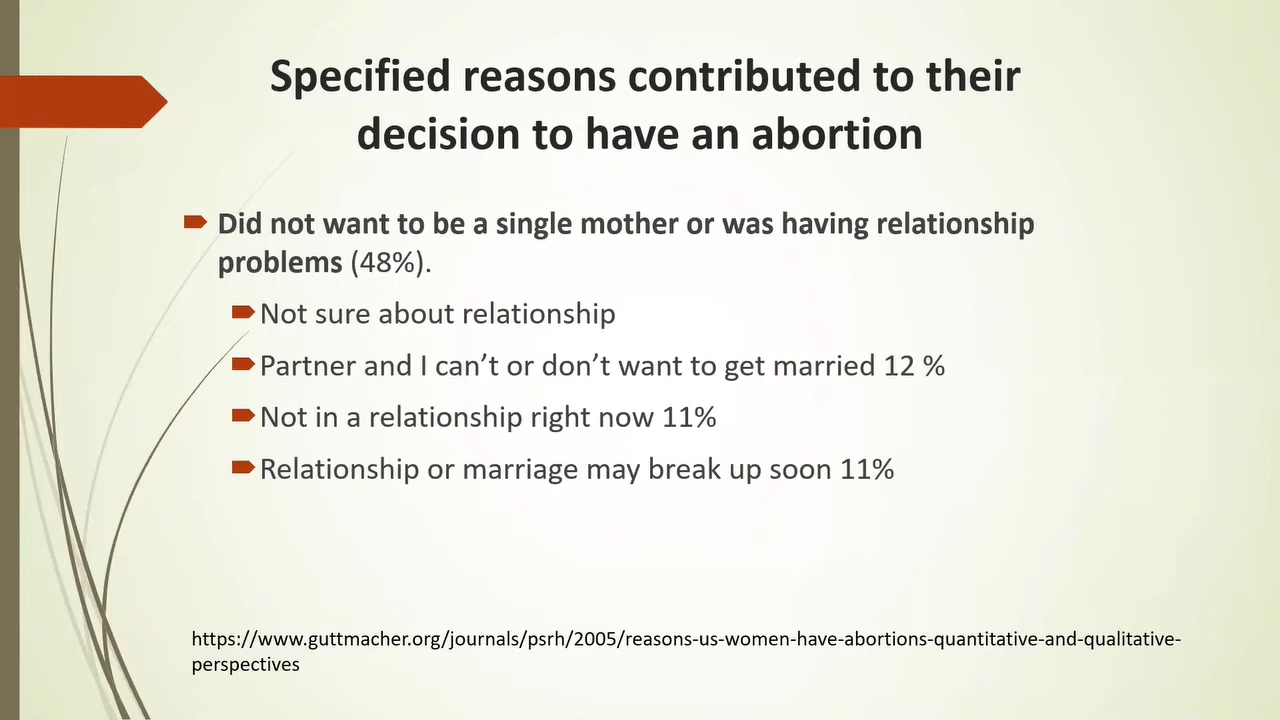 Specified reasons contributed to their
decision to have an abortion
Did not want to be a single mother or was having relationship
problems (48%).
Not sure about relationship
Partner and I can’t or don’t want to get married 12 %
Not in a relationship right now 11%
Relationship or marriage may break up soon 11%
https://www.guttmacher.org/journals/psrh/2005/reasons-us-women-have-abortions-quantitative-and-qualitative-
perspectives